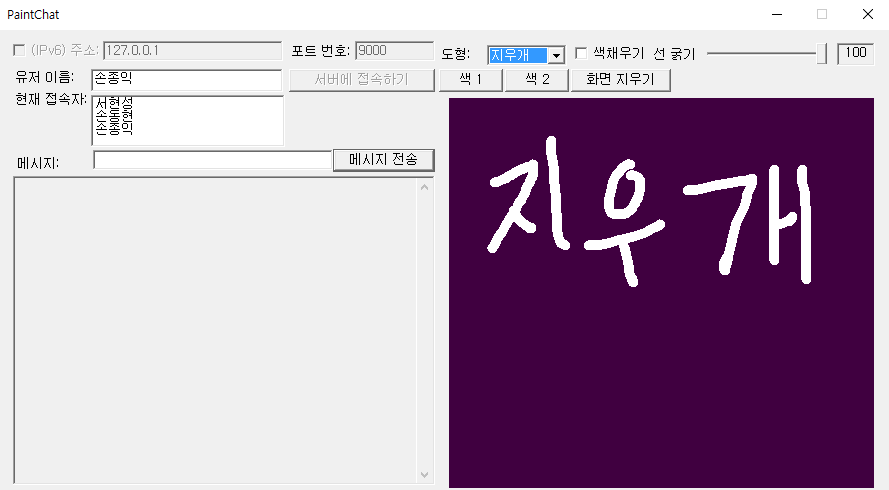 PaintChat
(IPv6) 주소: 127.0.0.1 포트 번호: 9000 도형: 지우개 색채우기 선 굵기 100
유저 이름: 손종익 서버에 접속하기 색 1 색 2 화면 지우기
현재 접속자: 서현성
손동현
손종익
메시지: 메시지 전송
지우개